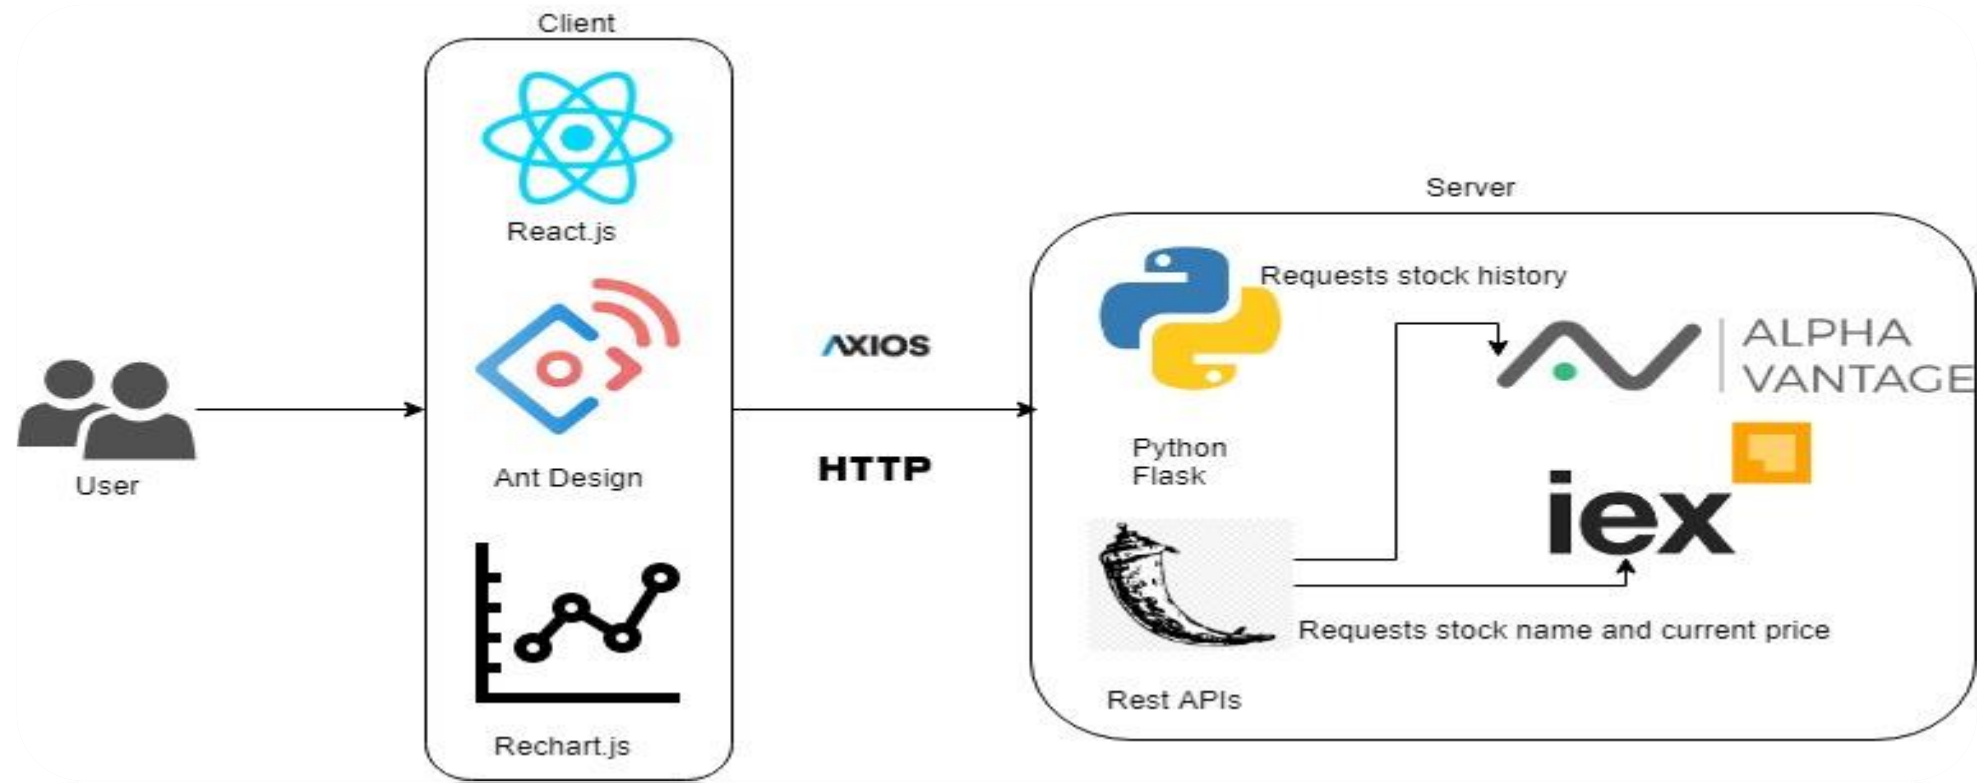 Client
React.js
Ant Design
Rechart.js
User
AXIOS
HTTP
Server
Requests stock history
ALPHA
VANTAGE
Python
Flask
iex
Requests stock name and current price
Rest APIs